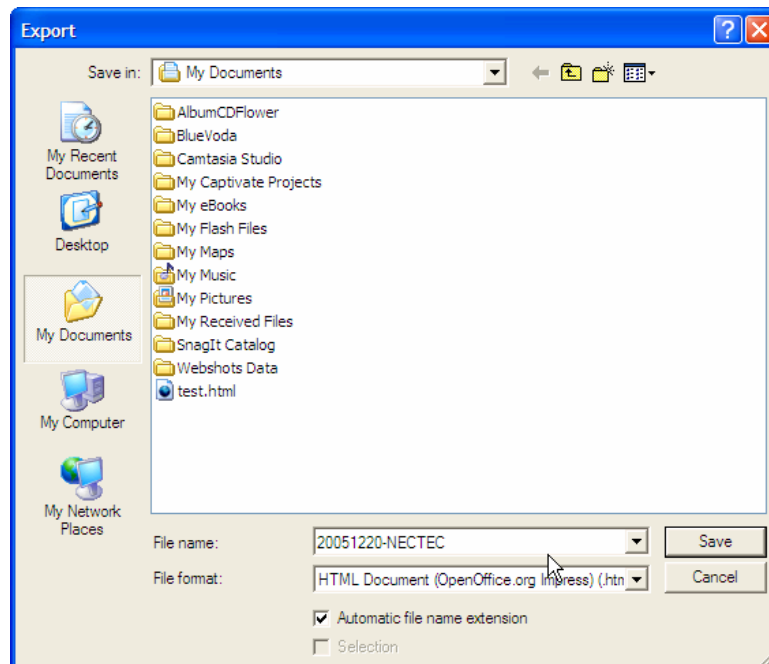 Export
Save in:
My Documents
My Recent
Documents
Desktop
My Documents
My Computer
My Network
Places
AlbumCDFlower
BlueVoda
Camtasia Studio
My Captivate Projects
My eBooks
My Flash Files
My Maps
My Music
My Pictures
My Received Files
SnagIt Catalog
Webshots Data
test.html
File name:
20051220-NECTEC
Save
File format:
HTML Document (OpenOffice.org Impress) (.htm
Cancel
Automatic file name extension
Selection